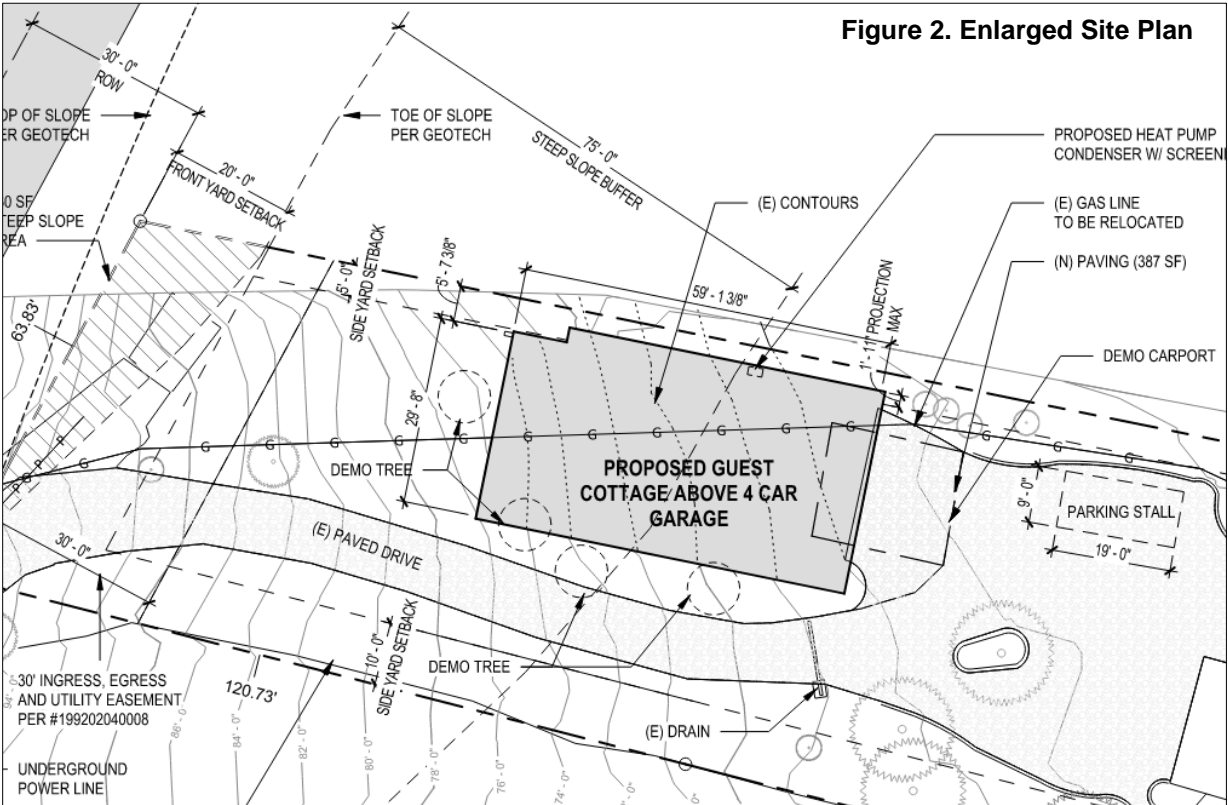 Figure 2. Enlarged Site Plan
30' - 0"
ROW
OP OF SLOPE
ER GEOTECH
TOE OF SLOPE
PER GEOTECH
75' - 0"
STEEP SLOPE BUFFER
PROPOSED HEAT PUMP
CONDENSER W/ SCREENI
20' - 0"
FRONT YARD SETBACK
0 SF
TEEP SLOPE
REA
(E) CONTOURS
(E) GAS LINE
TO BE RELOCATED
(N) PAVING (387 SF)
5' - 0"
SIDE YARD SETBACK
5' - 7 3/8"
59' - 1 3/8"
PROJECTION
MAX
63.83'
DEMO CARPORT
29' - 8"
G G G G G G G G G G G G G G
P P P
DEMO TREE
PROPOSED GUEST
COTTAGE ABOVE 4 CAR
GARAGE
9' - 0"
PARKING STALL
19' - 0"
(E) PAVED DRIVE
30' - 0"
10' - 0"
SIDE YARD SETBACK
DEMO TREE
30' INGRESS, EGRESS
AND UTILITY EASEMENT
PER #199202040008
120.73'
(E) DRAIN
UNDERGROUND
POWER LINE
94' - 0"
86' - 0"
84' - 0"
82' - 0"
80' - 0"
78' - 0"
76' - 0"
74' - 0"